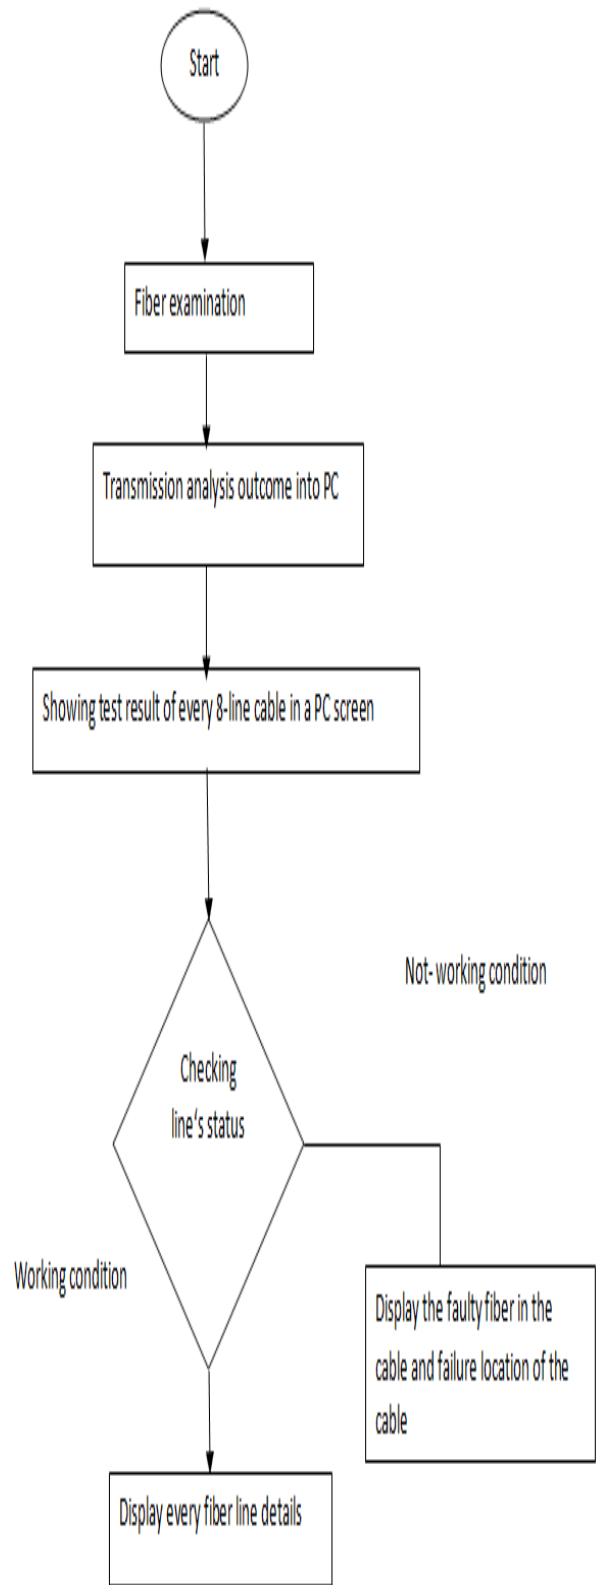 Start
Fiber examination
Transmission analysis outcome into PC
Showing test result of every 8-line cable in a PC screen
Not- working condition
Checking
line's status
Working condition
Display the faulty fiber in the
cable and failure location of the
cable
Display every fiber line details